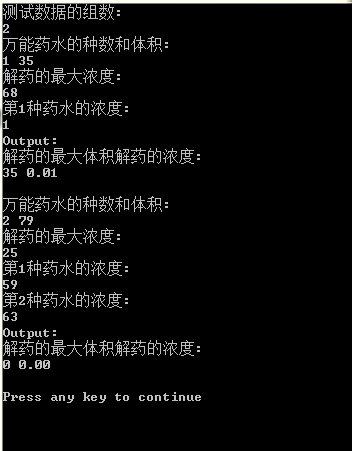 测试数据的组数:
2
万能药水的种数和体积:
1 35
解药的最大浓度:
68
第1种药水的浓度:
1
Output:
解药的最大体积解药的浓度:
35 0.01
万能药水的种数和体积:
2 79
解药的最大浓度:
25
第1种药水的浓度:
59
第2种药水的浓度:
63
Output:
解药的最大体积解药的浓度:
0 0.00
Press any key to continue